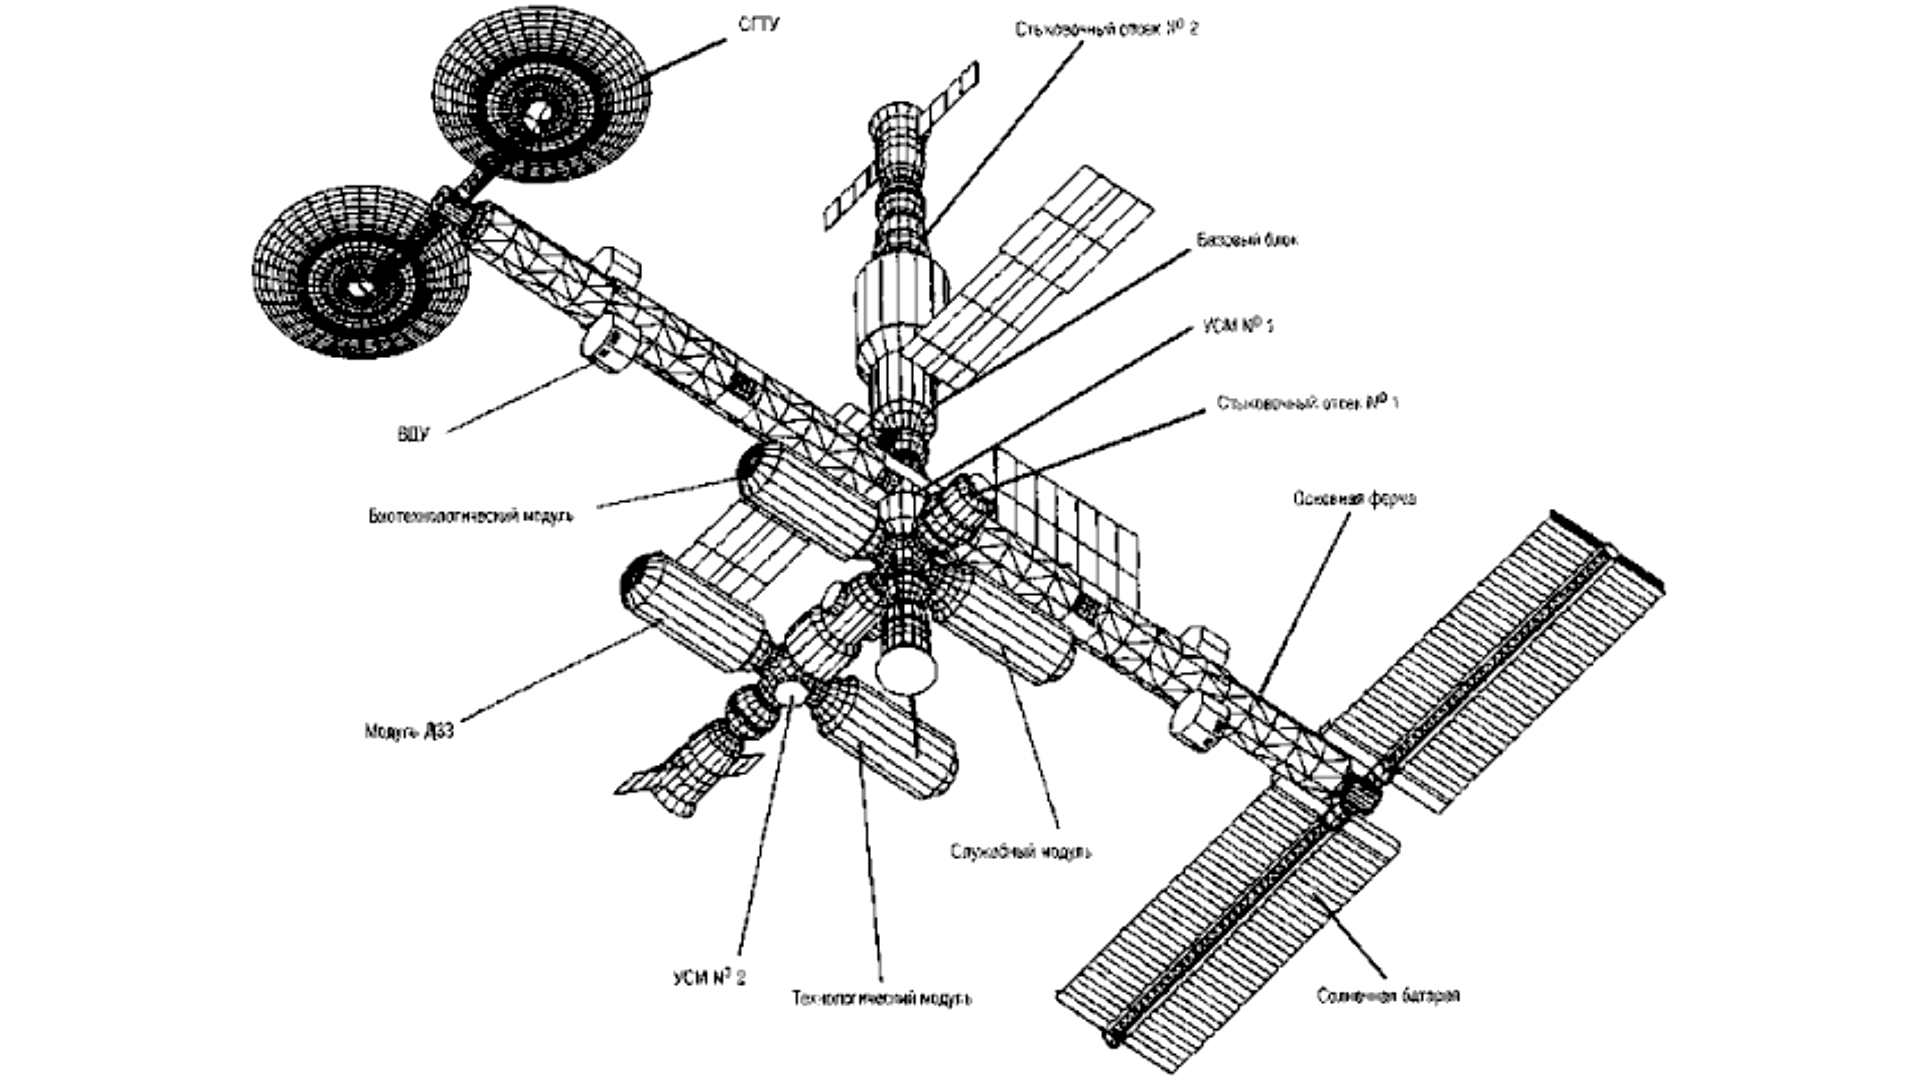 СГТУ
Стыковочный отсек № 2
Базовый блок
УСМ № 1
Стыковочный отсек № 1
ВДУ
Основная ферма
Биотехнологический модуль
Модуль ДЗЗ
Служебный модуль
УСМ № 2
Технологический модуль
Солнечная батарея